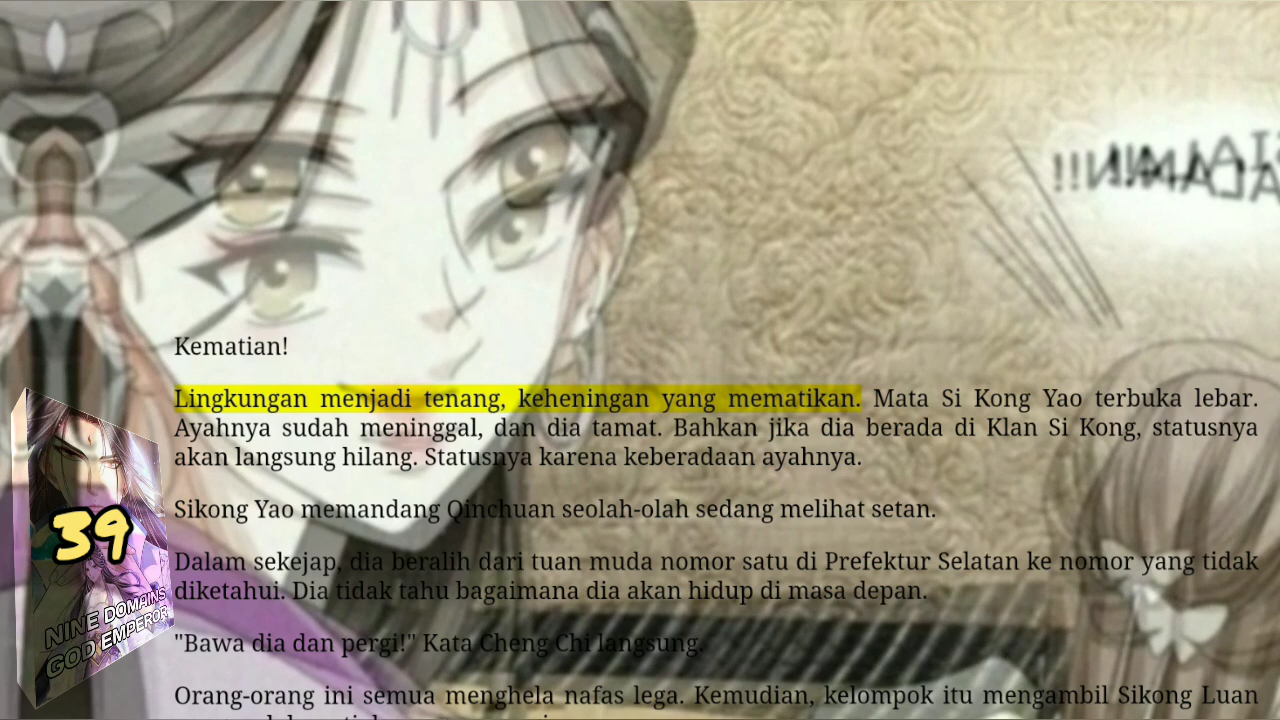 Kematian!
Lingkungan menjadi tenang, keheningan yang mematikan. Mata Si Kong Yao terbuka lebar.
Ayahnya sudah meninggal, dan dia tamat. Bahkan jika dia berada di Klan Si Kong, statusnya
akan langsung hilang. Statusnya karena keberadaan ayahnya.
Sikong Yao memandang Qinchuan seolah-olah sedang melihat setan.
Dalam sekejap, dia beralih dari tuan muda nomor satu di Prefektur Selatan ke nomor yang tidak
diketahui. Dia tidak tahu bagaimana dia akan hidup di masa depan.
"Bawa dia dan pergi!" Kata Cheng Chi langsung.
Orang-orang ini semua menghela nafas lega. Kemudian, kelompok itu mengambil Sikong Luan
39
NINE DOMAINS
GOD EMPEROR